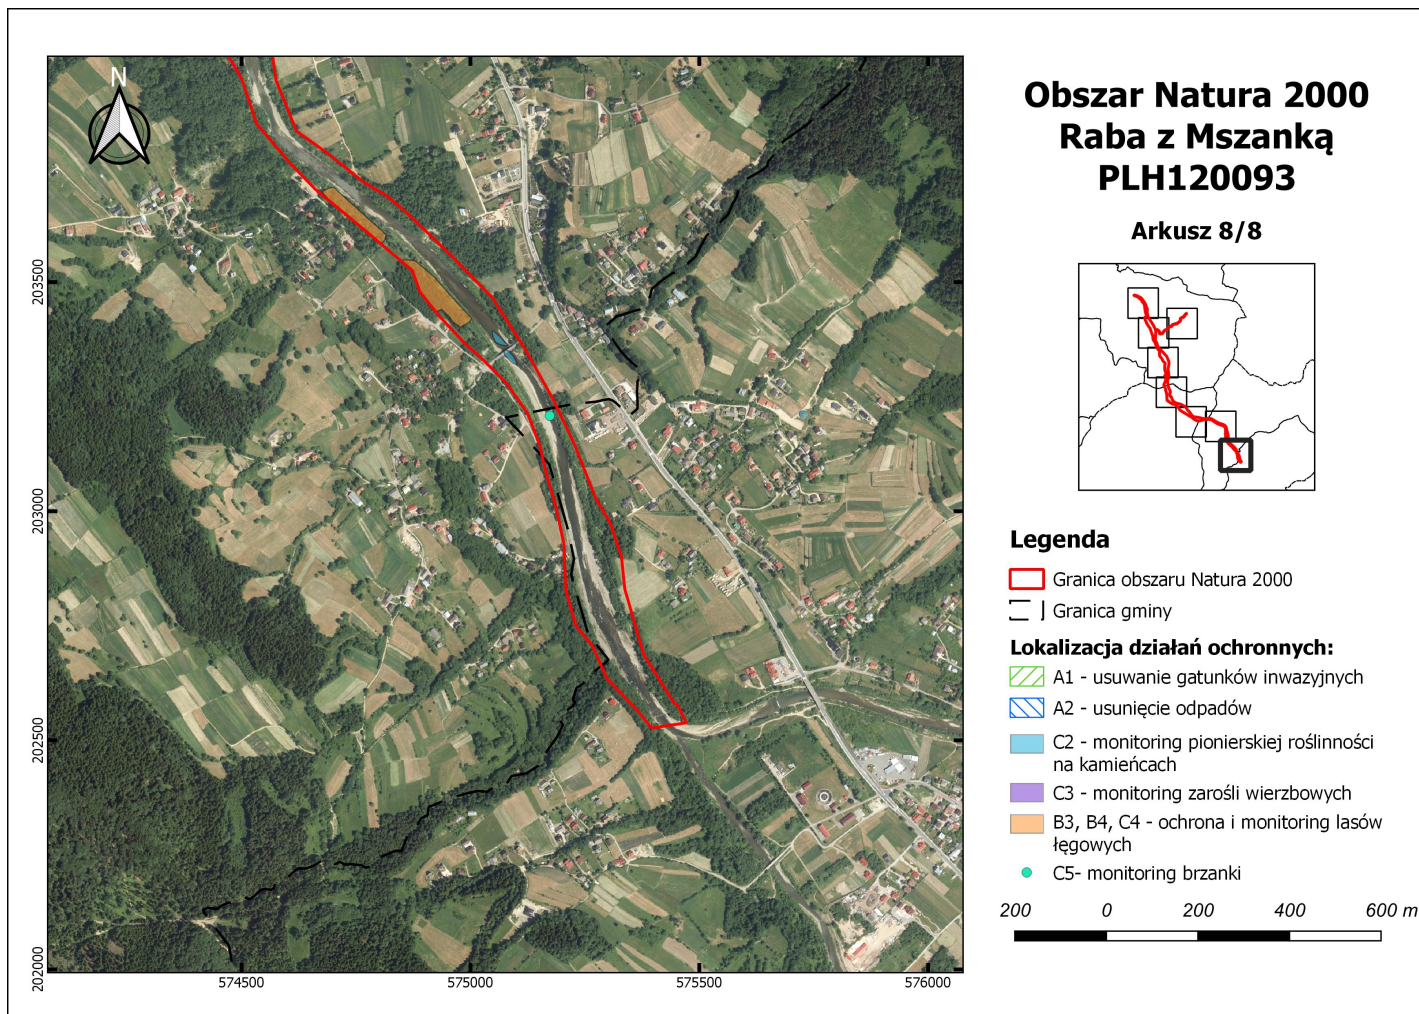 Obszar Natura 2000
Raba z Mszanką
PLH120093
Arkusz 8/8
N
203500
203000
202500
202000
574500
575000
575500
576000
Legenda
Granica obszaru Natura 2000
Granica gminy
Lokalizacja działań ochronnych:
A1 - usuwanie gatunków inwazyjnych
A2 - usunięcie odpadów
C2 - monitoring pionierskiej roślinności
na kamieńcach
C3 - monitoring zarośli wierzbowych
B3, B4, C4 - ochrona i monitoring lasów
łęgowych
C5- monitoring brzanki
200 0 200 400 600 m